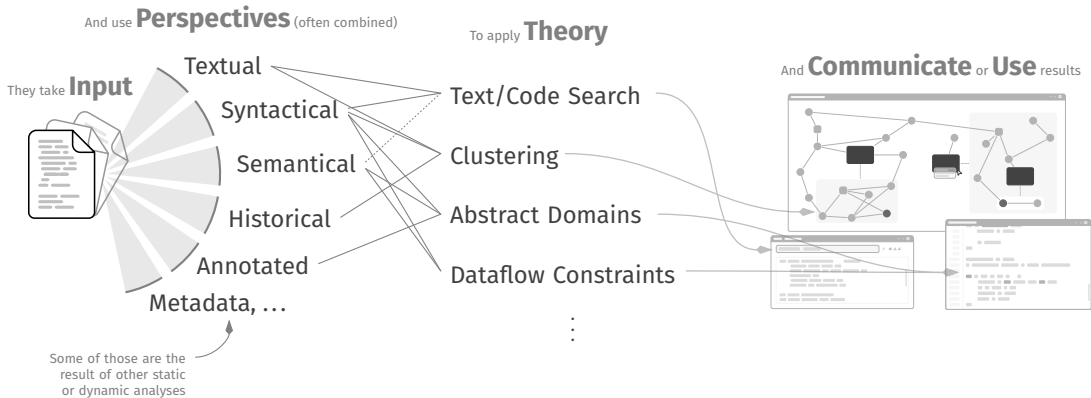 And use Perspectives (often combined)
They take Input
Textual
Syntactical
Semantical
Historical
Annotated
Metadata, …
Some of those are the
result of other static
or dynamic analyses
To apply Theory
Text/Code Search
Clustering
Abstract Domains
Dataflow Constraints
⋮
And Communicate or Use results